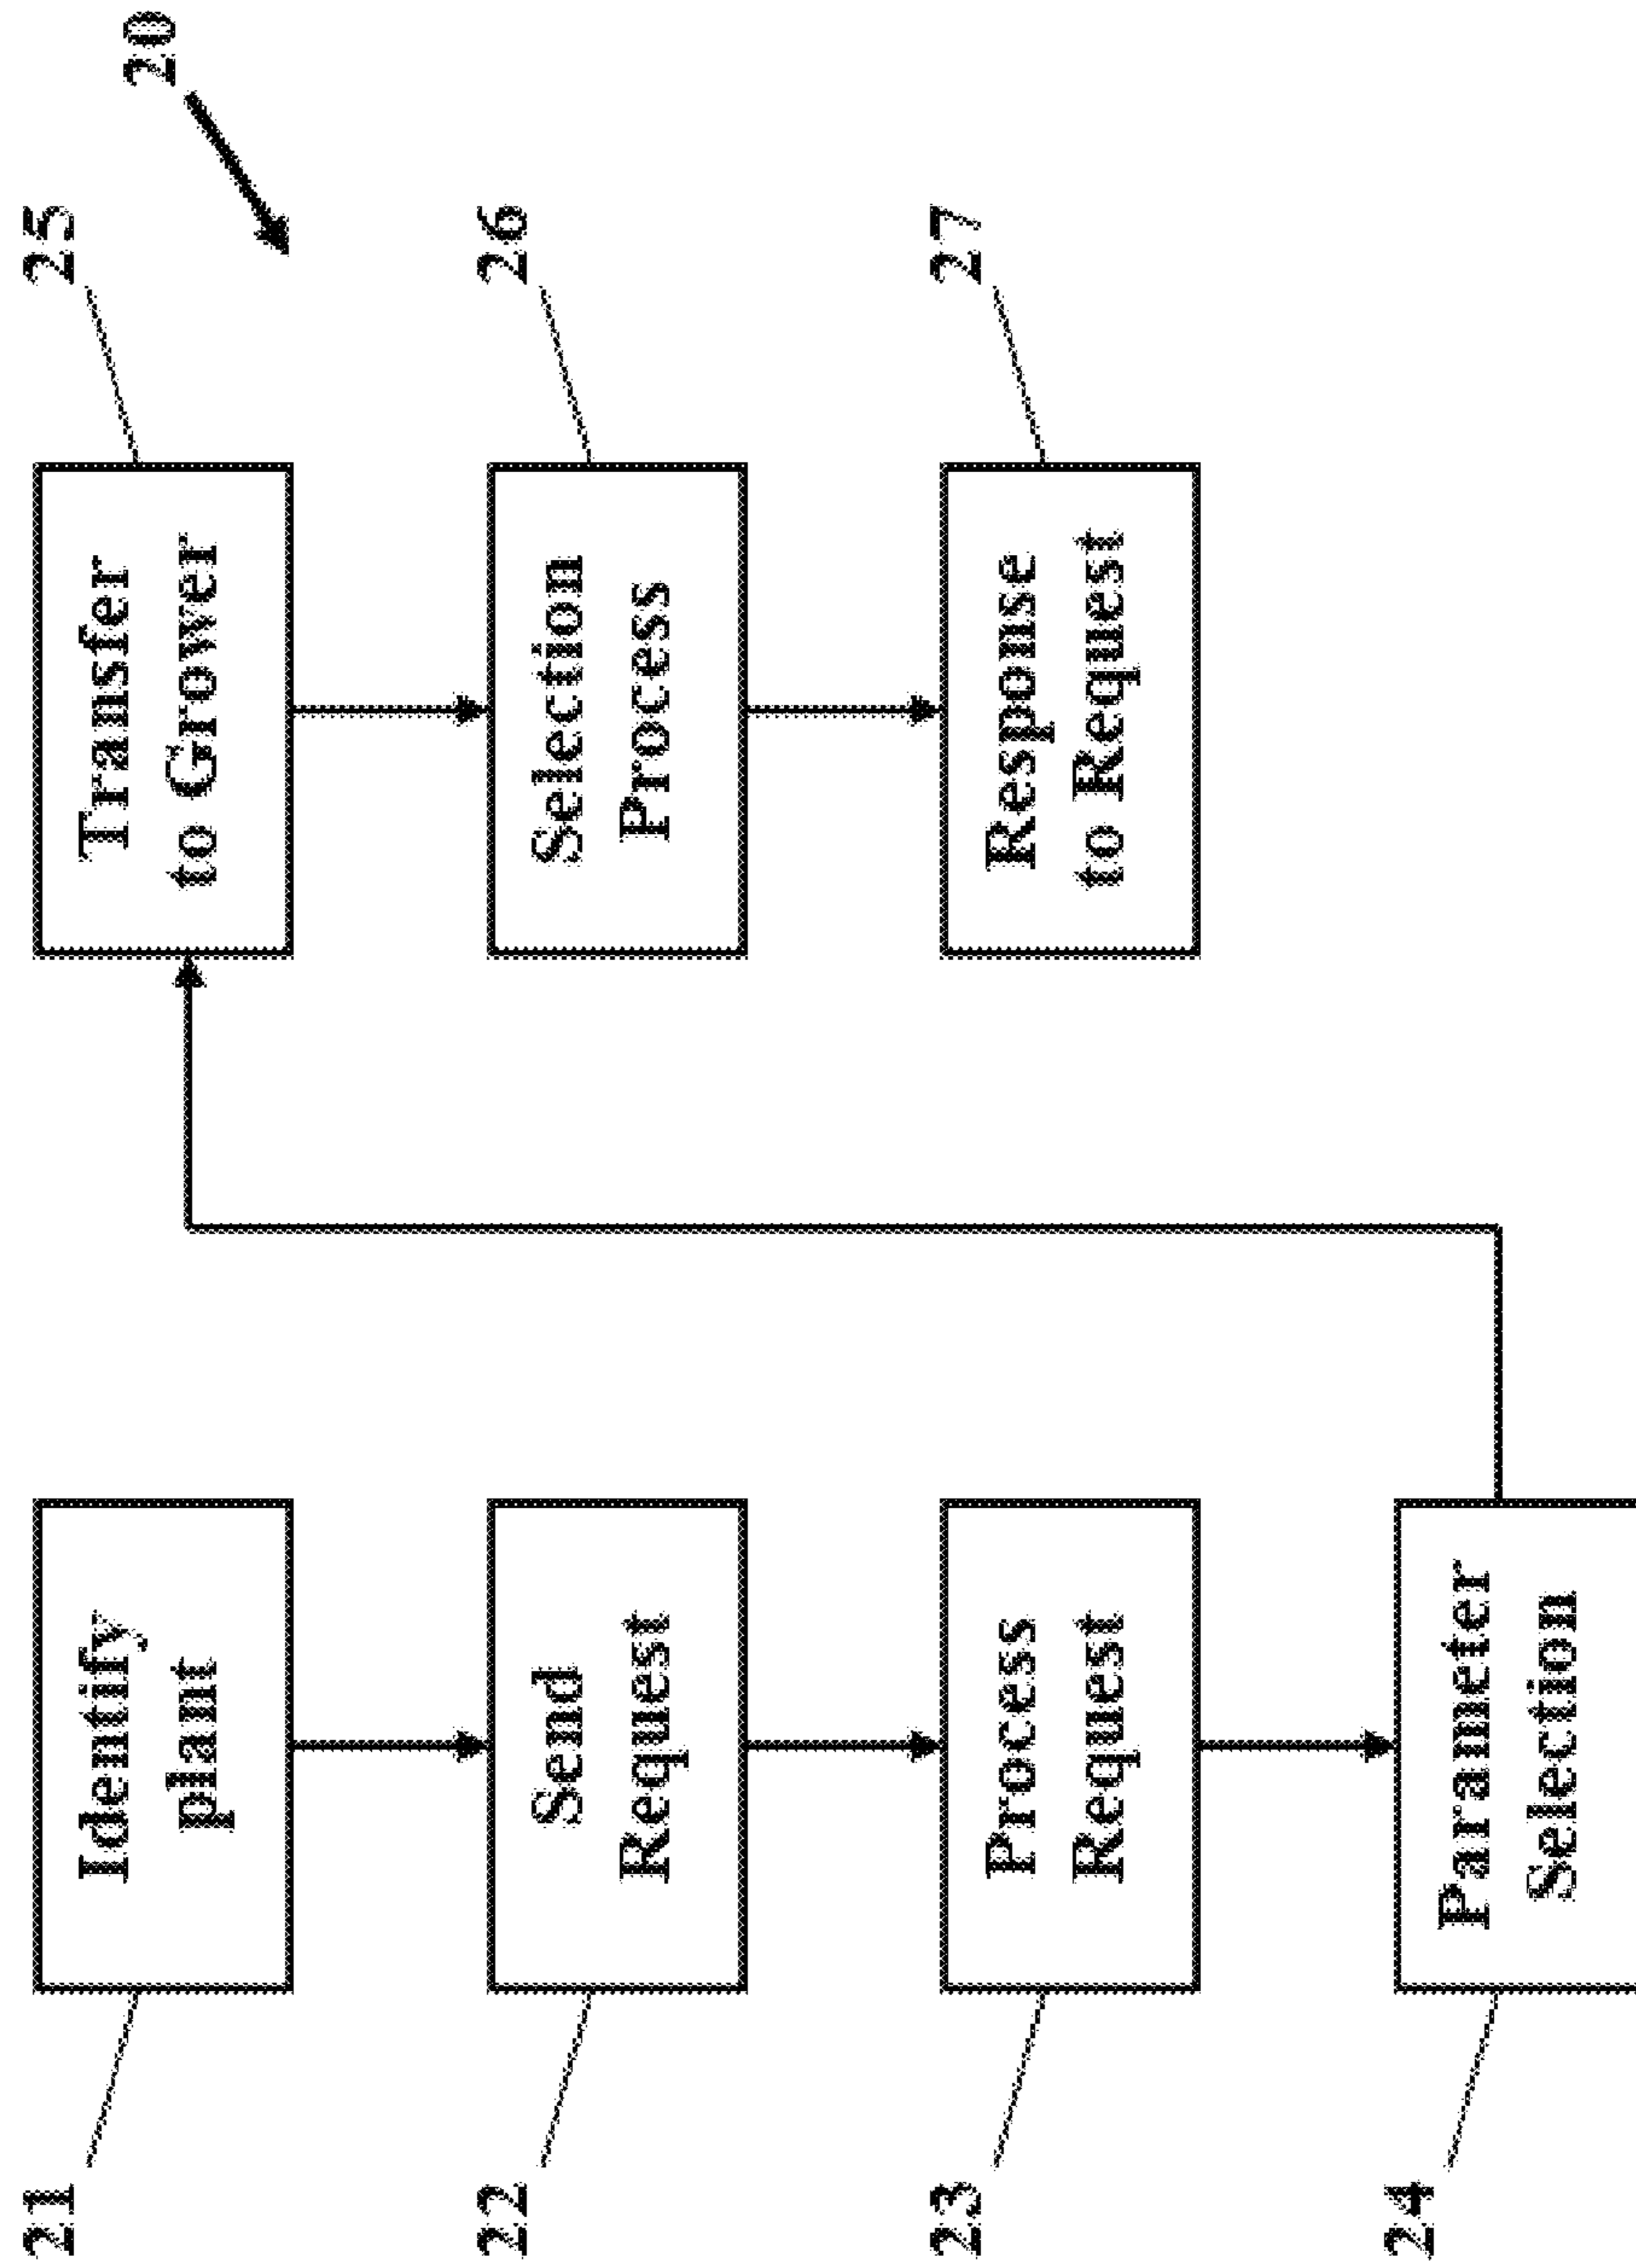 20
21
Identify
plant
22
Send
Request
23
Process
Request
24
Parameter
Selection
25
Transfer
to Grower
26
Selection
Process
27
Response
to Request